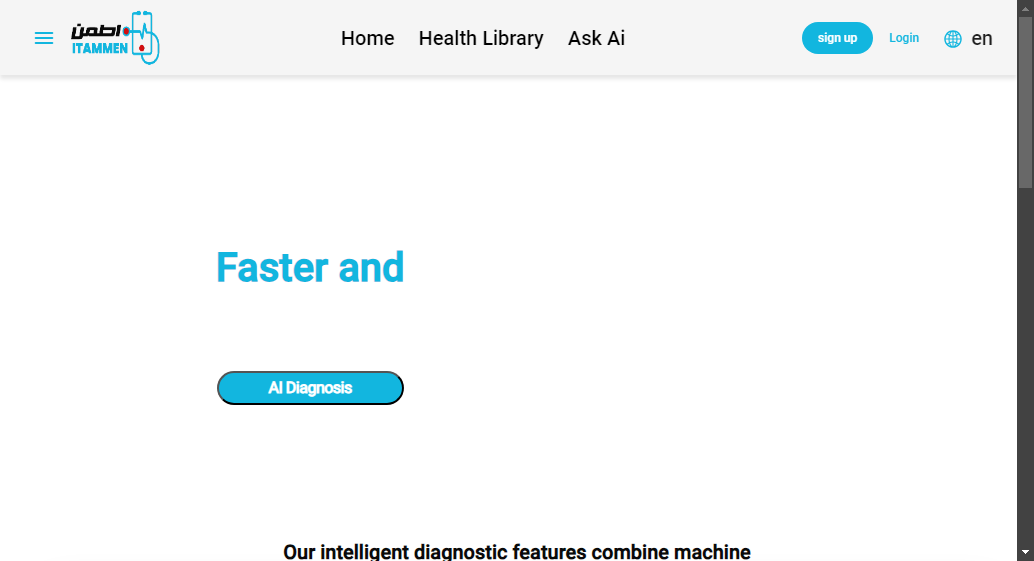 اطمن
ITAMMEN
Home Health Library Ask Ai
sign up Login en
Faster and
AI Diagnosis
Our intelligent diagnostic features combine machine